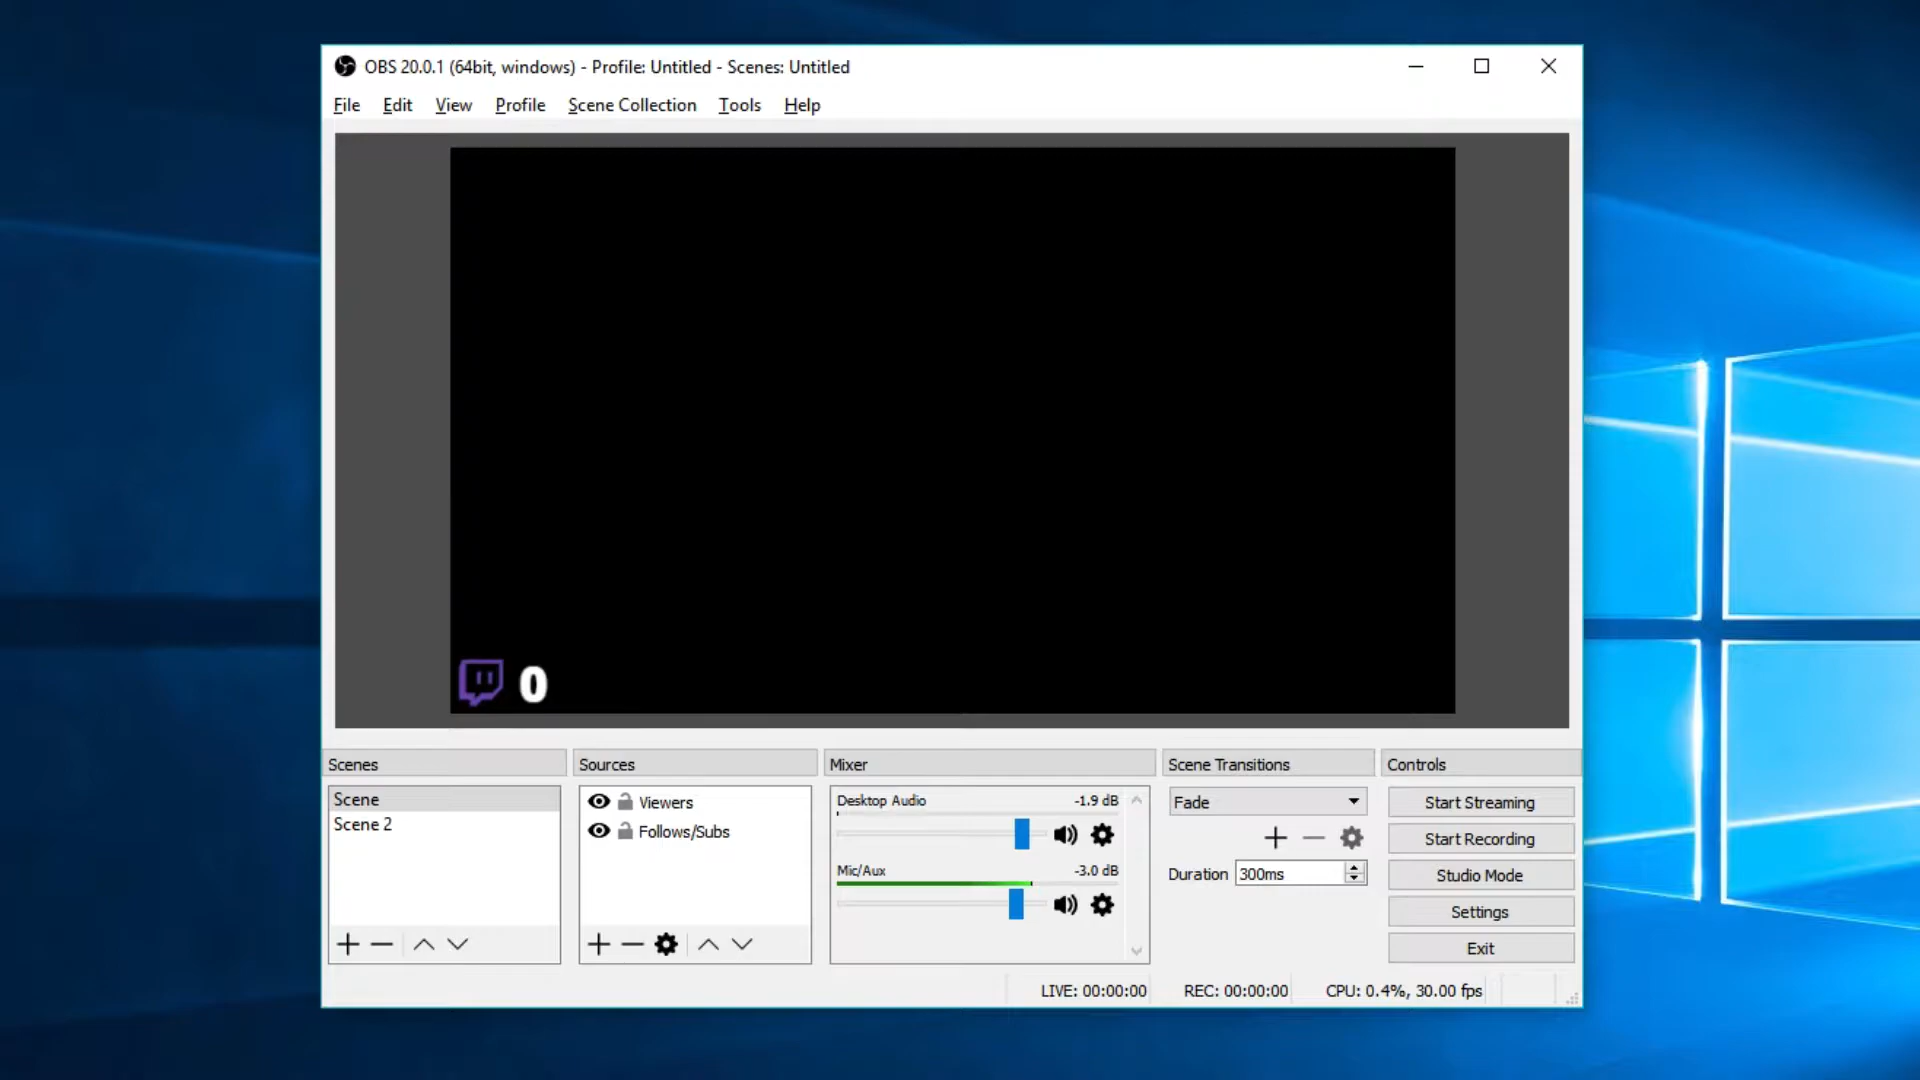 OBS 20.0.1 (64bit, windows) - Profile: Untitled - Scenes: Untitled
File Edit View Profile Scene Collection Tools Help
0
Scenes
Scene
Scene 2
Sources
Viewers
Follows/Subs
Mixer
Desktop Audio -1.9 dB
Mic/Aux -3.0 dB
Scene Transitions
Fade
Duration 300ms
Controls
Start Streaming
Start Recording
Studio Mode
Settings
Exit
LIVE: 00:00:00 REC: 00:00:00 CPU: 0.4%, 30.00 fps